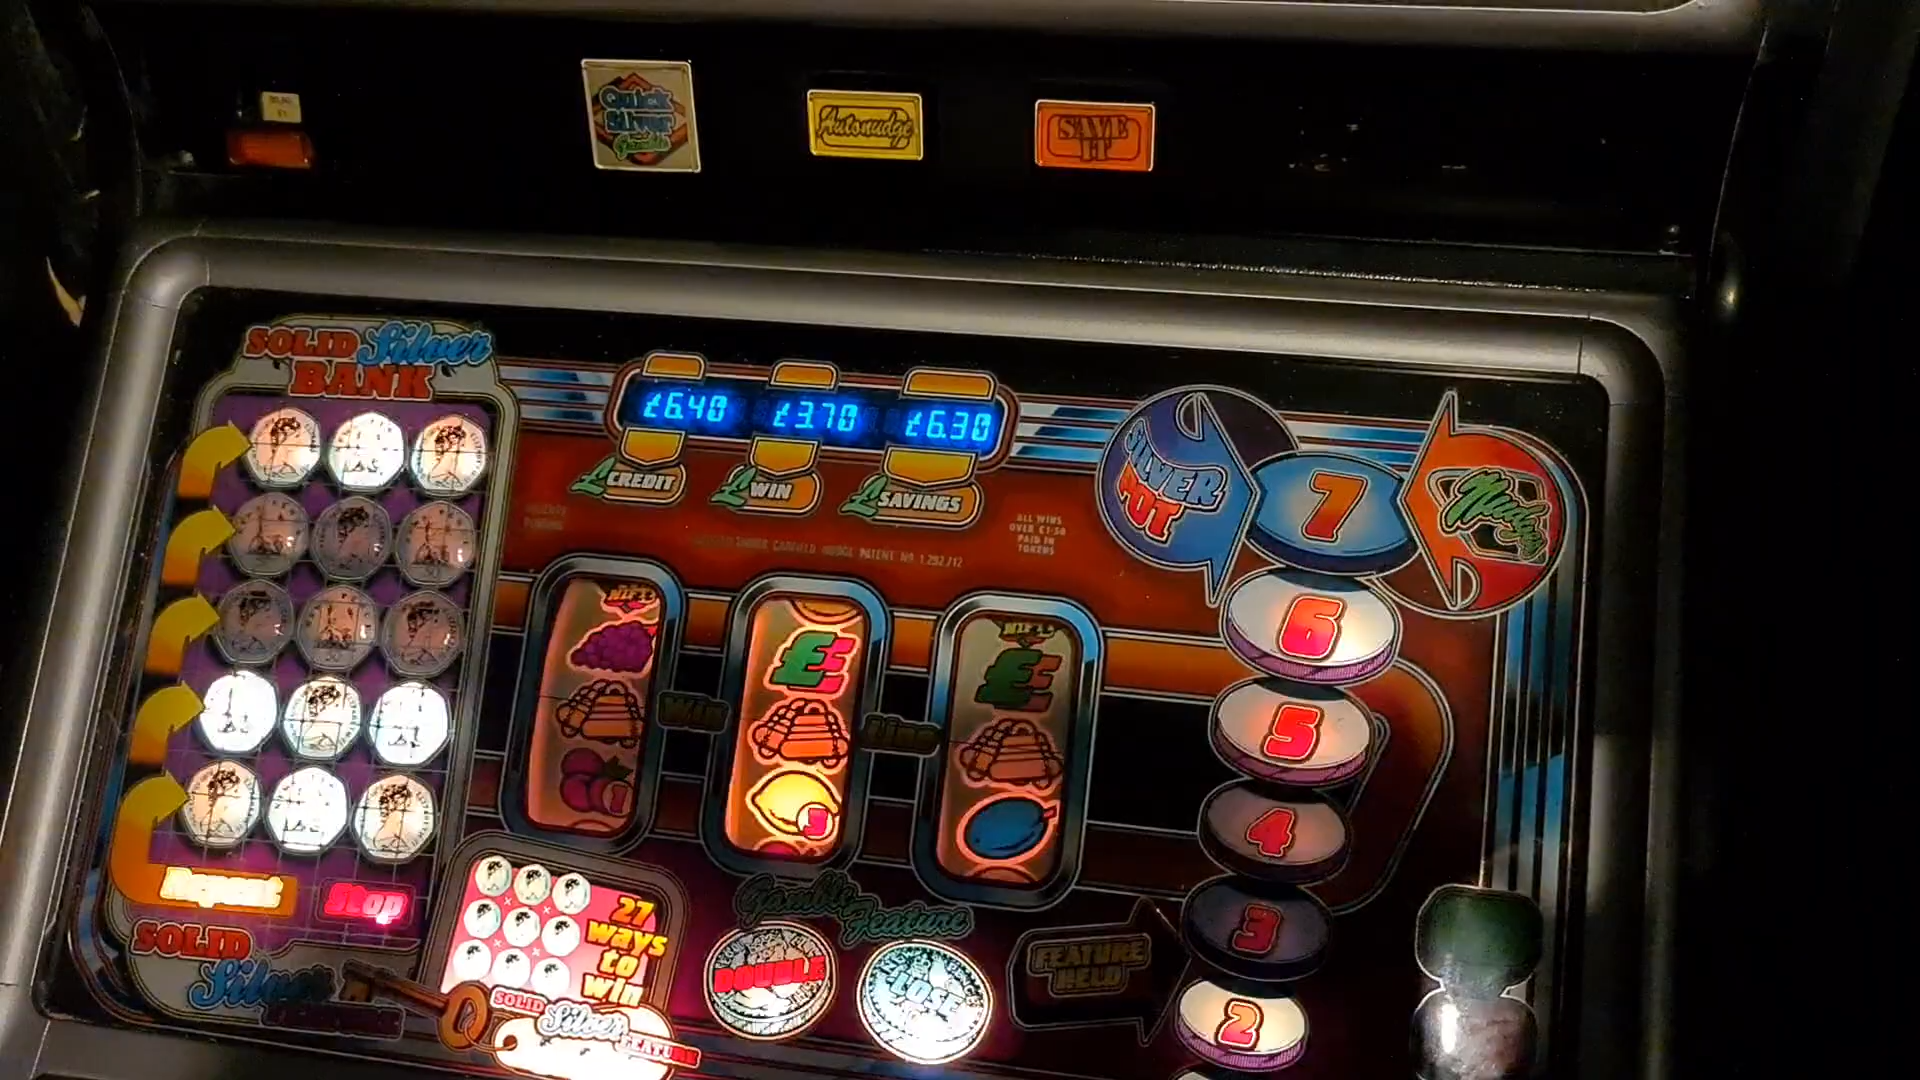 Quick
Silver
Gamble
Autonudge
SAVE
IT
SOLID Silver
BANK
£6.40 £3.70 £6.30
£CREDIT £WIN £SAVINGS
ALL WINS
OVER £1.50
PAID IN
TOKENS
SILVER
POT
7
Nudges
6
5
4
3
2
Win Line
Repeat Stop
SOLID
Silver
27
ways
to
win
SOLID
Silver
FEATURE
Gamble
Feature
DOUBLE
LOSE
FEATURE
HELD